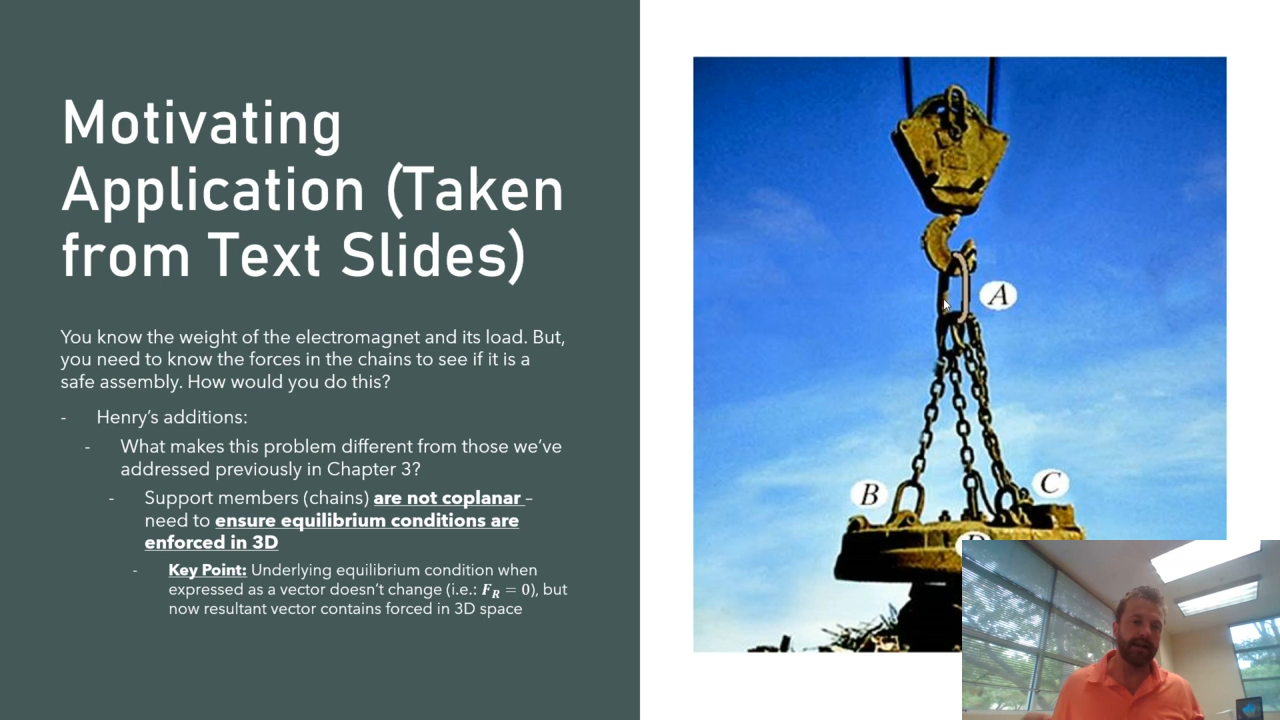 Motivating
Application (Taken
from Text Slides)
You know the weight of the electromagnet and its load. But,
you need to know the forces in the chains to see if it is a
safe assembly. How would you do this?
- Henry's additions:
- What makes this problem different from those we've
addressed previously in Chapter 3?
- Support members (chains) are not coplanar –
need to ensure equilibrium conditions are
enforced in 3D
- Key Point: Underlying equilibrium condition when
expressed as a vector doesn't change (i.e.: F_R = 0), but
now resultant vector contains forced in 3D space
A
B
C